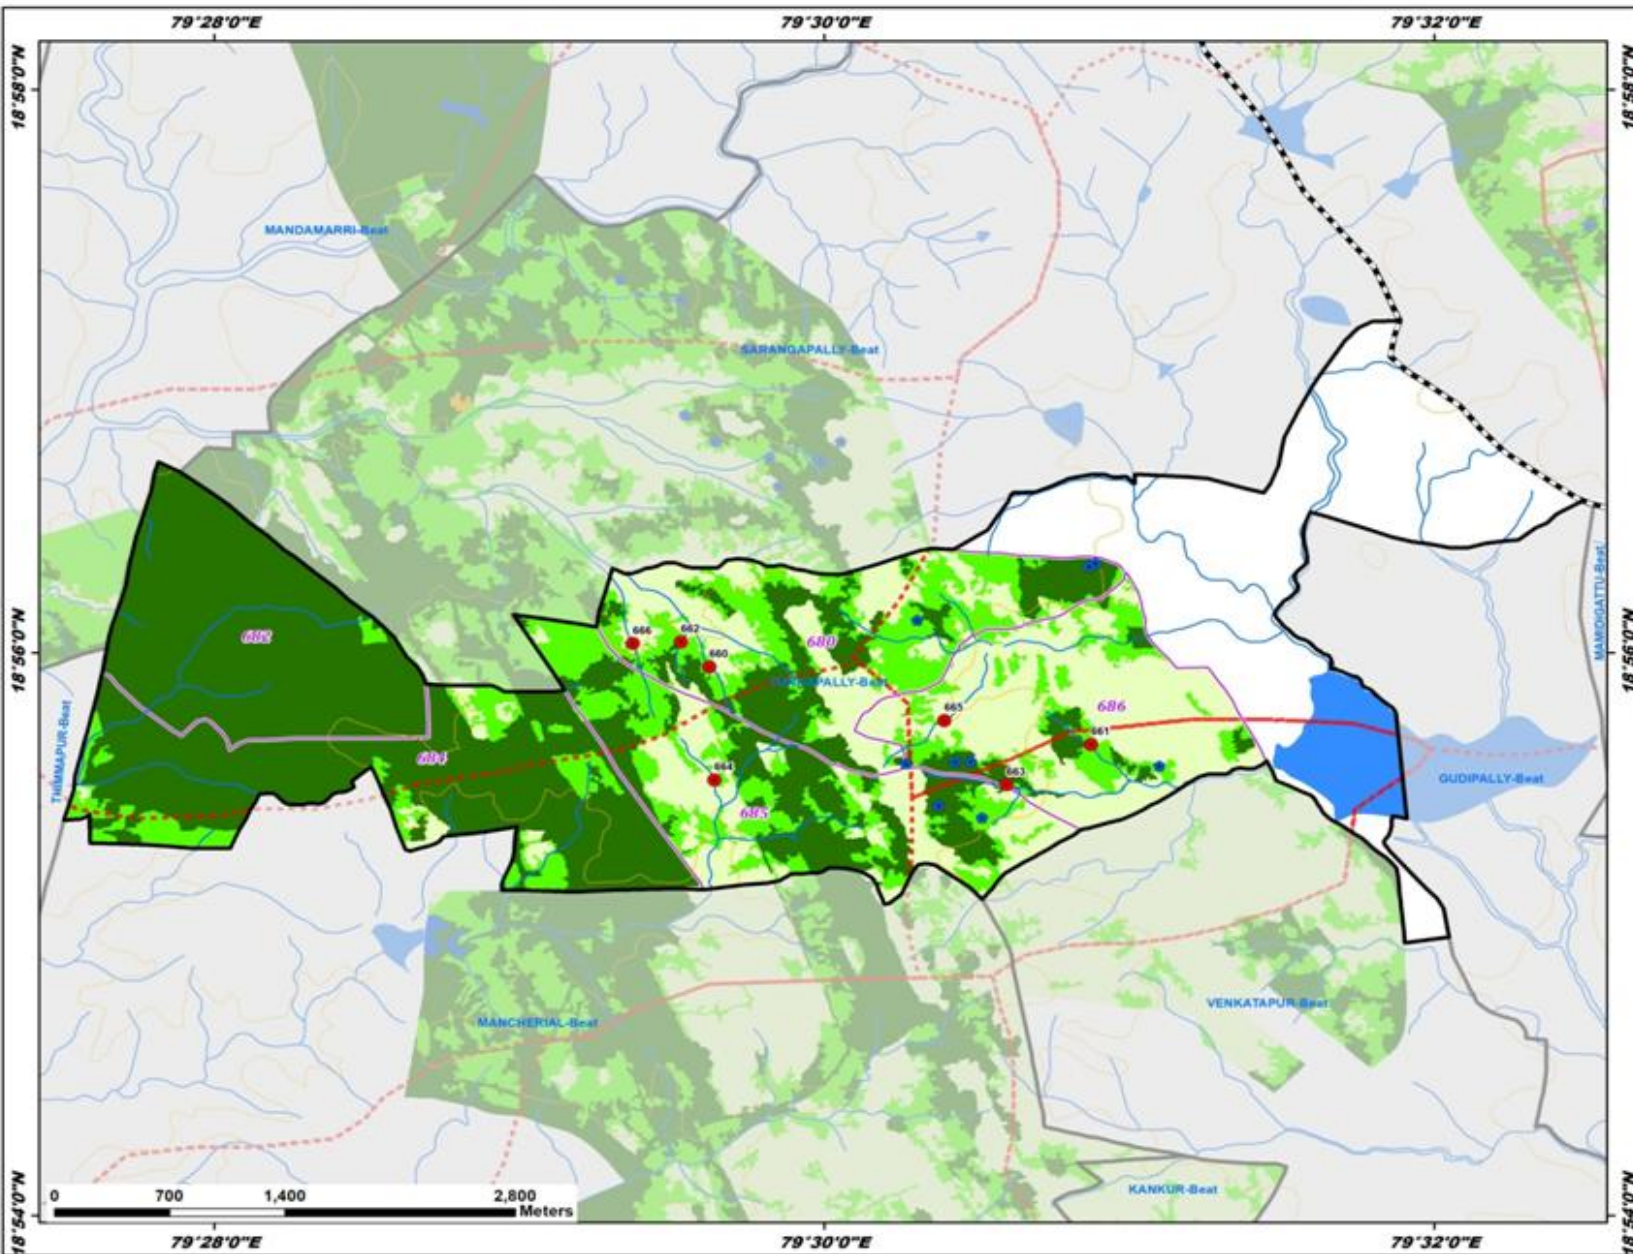 79°28'0"E
79°30'0"E
79°32'0"E
18°58'0"N
18°58'0"N
MANDAMARRI-Beat
SARANGAPALLY-Beat
18°56'0"N
18°56'0"N
682
666
662
660
680
665
686
661
684
664
663
685
THIMMAPUR-Beat
MAMIDIGATTU-Beat
GUDIPALLY-Beat
VENKATAPUR-Beat
MANCHERIAL-Beat
KANKUR-Beat
0
700
1,400
2,800
Meters
18°54'0"N
18°54'0"N
79°28'0"E
79°30'0"E
79°32'0"E